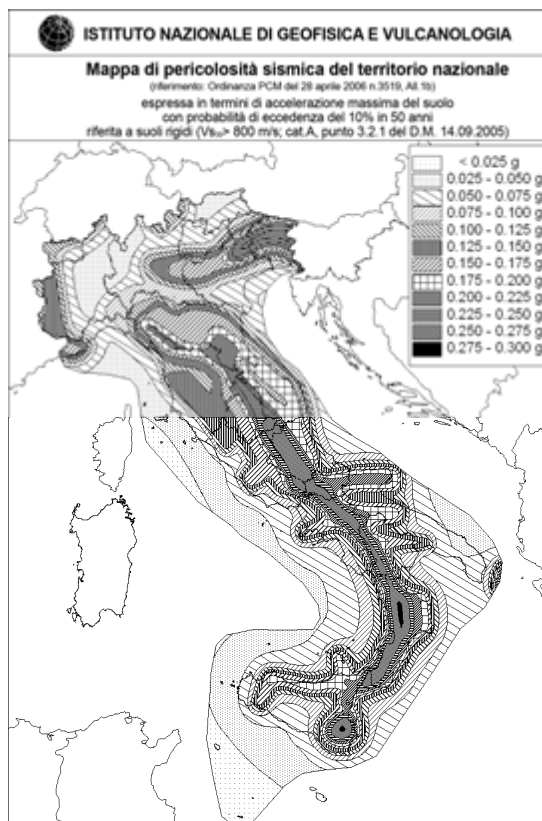 ISTITUTO NAZIONALE DI GEOFISICA E VULCANOLOGIA
Mappa di pericolosità sismica del territorio nazionale
(riferimento: Ordinanza PCM del 28 aprile 2006 n.3519, All.1b)
espressa in termini di accelerazione massima del suolo
con probabilità di eccedenza del 10% in 50 anni
riferita a suoli rigidi (Vs₃₀> 800 m/s; cat.A, punto 3.2.1 del D.M. 14.09.2005)
< 0.025 g
0.025 - 0.050 g
0.050 - 0.075 g
0.075 - 0.100 g
0.100 - 0.125 g
0.125 - 0.150 g
0.150 - 0.175 g
0.175 - 0.200 g
0.200 - 0.225 g
0.225 - 0.250 g
0.250 - 0.275 g
0.275 - 0.300 g